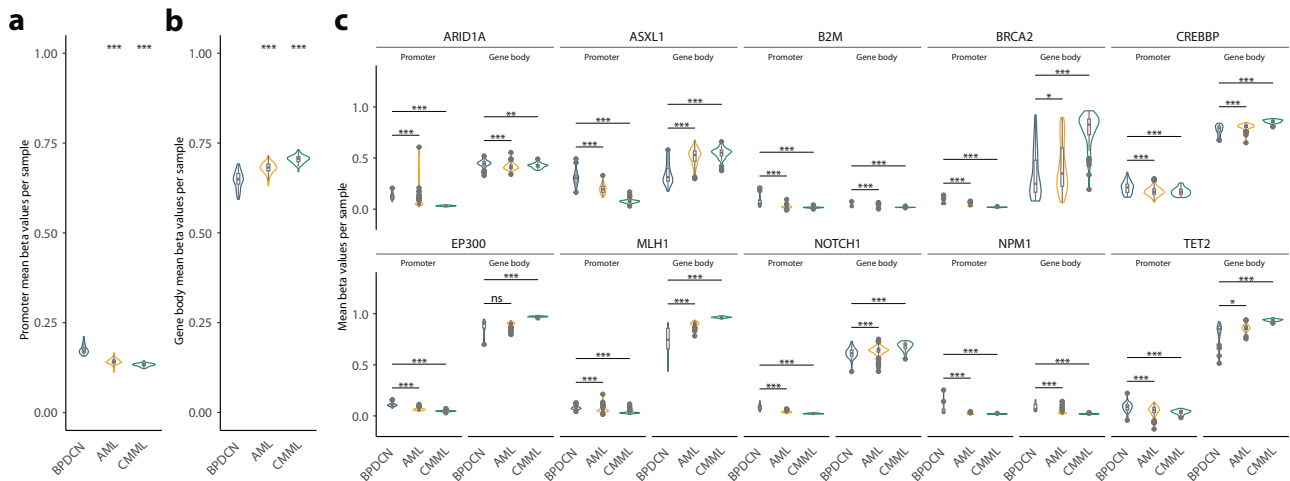 a
Promoter mean beta values per sample
1.00
0.75
0.50
0.25
0.00
*** ***
BPDCN AML CMML
b
Gene body mean beta values per sample
1.00
0.75
0.50
0.25
0.00
*** ***
BPDCN AML CMML
c
Mean beta values per sample
ARID1A ASXL1 B2M BRCA2 CREBBP
Promoter Gene body Promoter Gene body Promoter Gene body Promoter Gene body Promoter Gene body
1.0
0.5
0.0
*** ***
** ***
*** ***
*** ***
*** ***
*** ***
*** ***
*** *
*** ***
*** ***
EP300 MLH1 NOTCH1 NPM1 TET2
Promoter Gene body Promoter Gene body Promoter Gene body Promoter Gene body Promoter Gene body
1.0
0.5
0.0
*** ***
*** ns
*** ***
*** ***
*** ***
*** ***
*** ***
*** ***
*** ***
*** *
BPDCN AML CMML BPDCN AML CMML BPDCN AML CMML BPDCN AML CMML BPDCN AML CMML BPDCN AML CMML BPDCN AML CMML BPDCN AML CMML BPDCN AML CMML BPDCN AML CMML